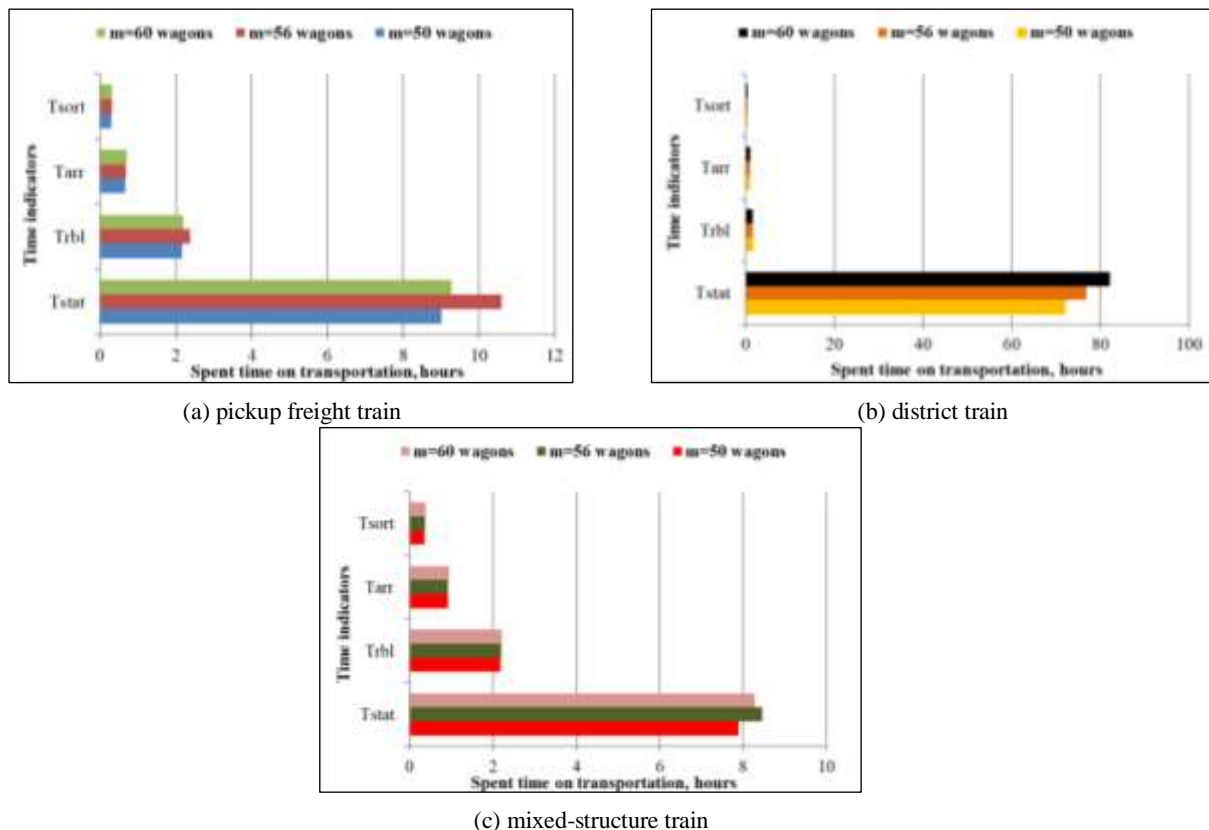 m=60 wagons m=56 wagons m=50 wagons
Time indicators
Tsort
Tarr
Trbl
Tstat
0 2 4 6 8 10 12
Spent time on transportation, hours
(a) pickup freight train
m=60 wagons m=56 wagons m=50 wagons
Time indicators
Tsort
Tarr
Trbl
Tstat
0 20 40 60 80 100
Spent time on transportation, hours
(b) district train
m=60 wagons m=56 wagons m=50 wagons
Time indicators
Tsort
Tarr
Trbl
Tstat
0 2 4 6 8 10
Spent time on transportation, hours
(c) mixed-structure train